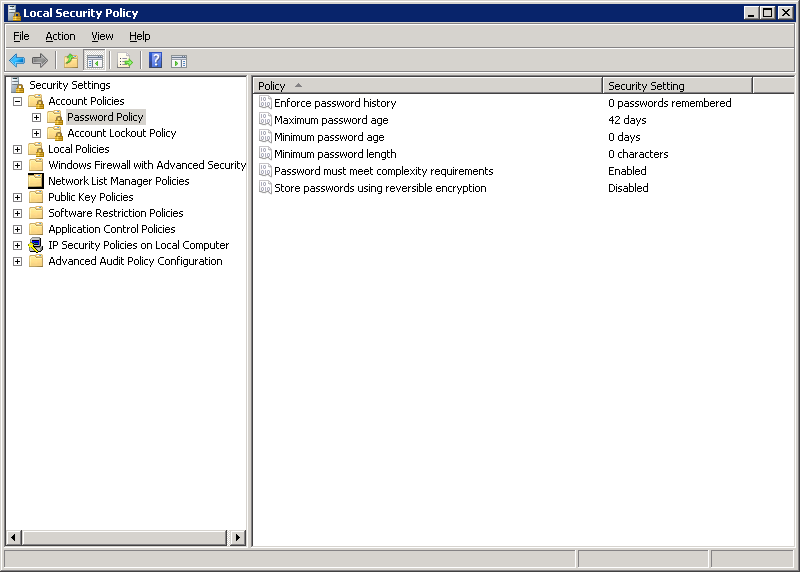 Local Security Policy
File Action View Help
Security Settings
Account Policies
Password Policy
Account Lockout Policy
Local Policies
Windows Firewall with Advanced Security
Network List Manager Policies
Public Key Policies
Software Restriction Policies
Application Control Policies
IP Security Policies on Local Computer
Advanced Audit Policy Configuration
Policy Security Setting
Enforce password history 0 passwords remembered
Maximum password age 42 days
Minimum password age 0 days
Minimum password length 0 characters
Password must meet complexity requirements Enabled
Store passwords using reversible encryption Disabled